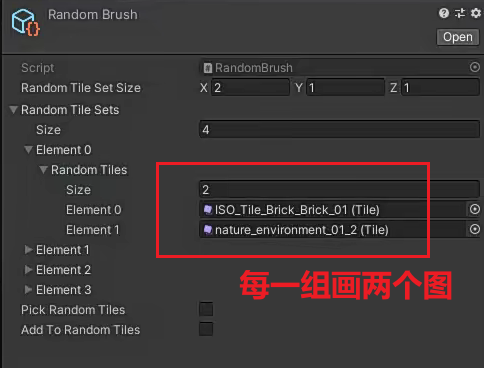 Random Brush
Open
Script RandomBrush
Random Tile Set Size X 2 Y 1 Z 1
Random Tile Sets
Size 4
Element 0
Random Tiles
Size 2
Element 0 ISO_Tile_Brick_Brick_01 (Tile)
Element 1 nature_environment_01_2 (Tile)
Element 1
Element 2
Element 3
每一组画两个图
Pick Random Tiles
Add To Random Tiles